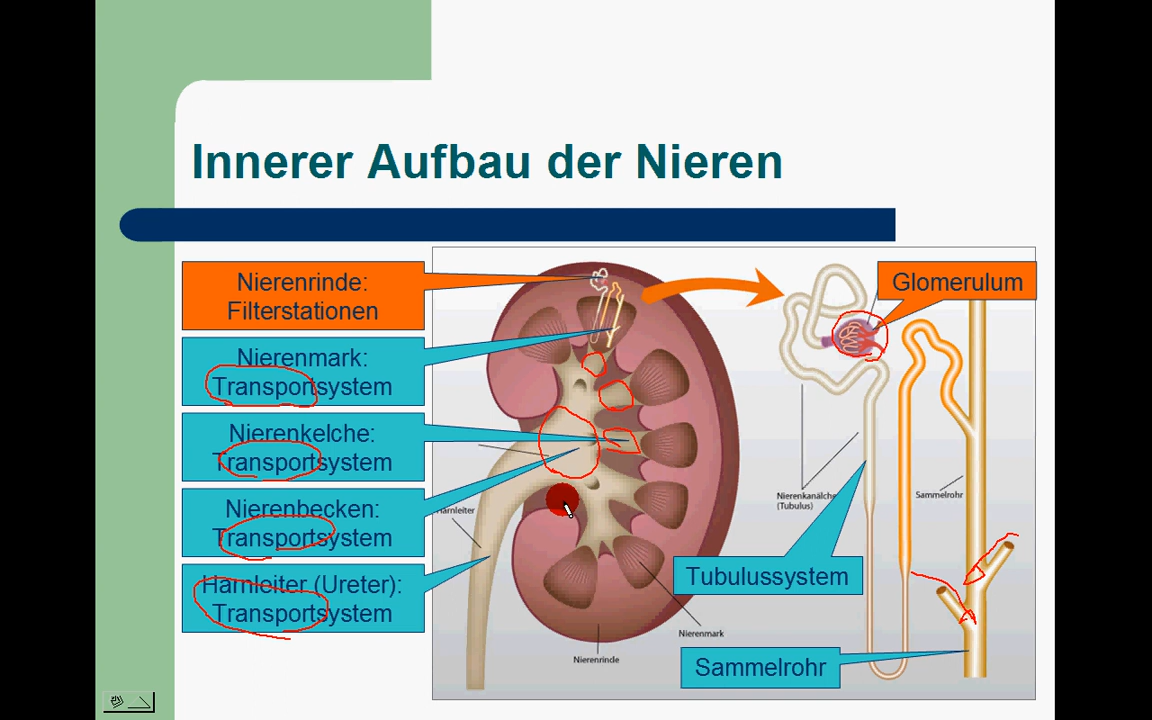 Innerer Aufbau der Nieren
Nierenrinde:
Filterstationen
Nierenmark:
Transportsystem
Nierenkelche:
Transportsystem
Nierenbecken:
Transportsystem
Harnleiter (Ureter):
Transportsystem
Glomerulum
Harnleiter
Nierenkanälche
(Tubulus)
Sammelrohr
Tubulussystem
Nierenmark
Nierenrinde
Sammelrohr